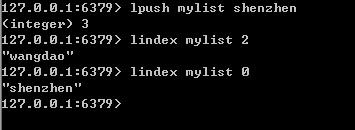 127.0.0.1:6379> lpush mylist shenzhen
(integer) 3
127.0.0.1:6379> lindex mylist 2
"wangdao"
127.0.0.1:6379> lindex mylist 0
"shenzhen"
127.0.0.1:6379>